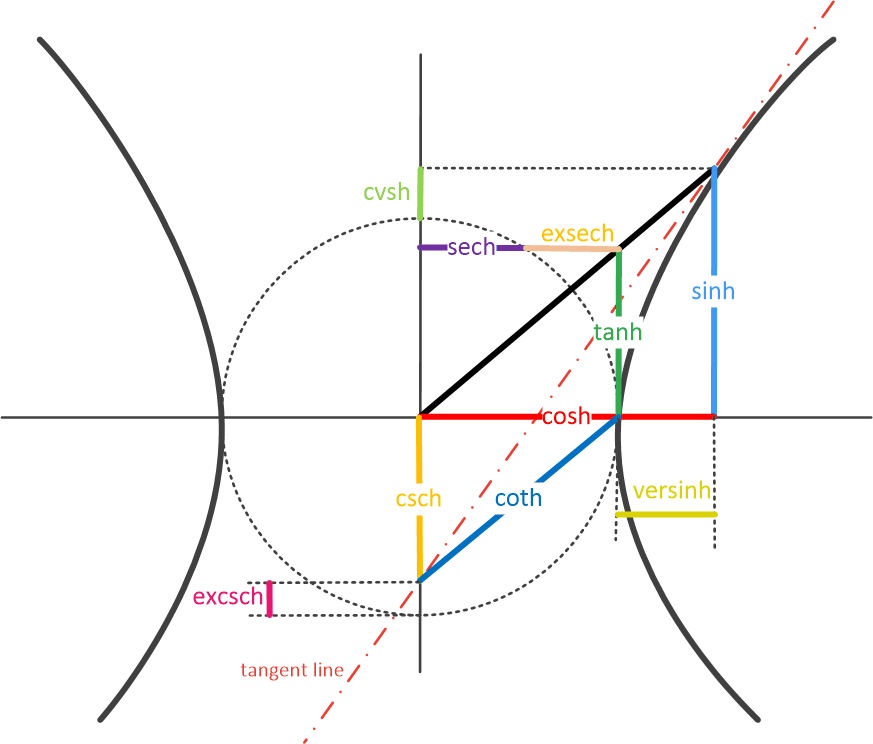 cvsh
exsech
sech
sinh
tanh
cosh
versinh
csch
coth
excsch
tangent line